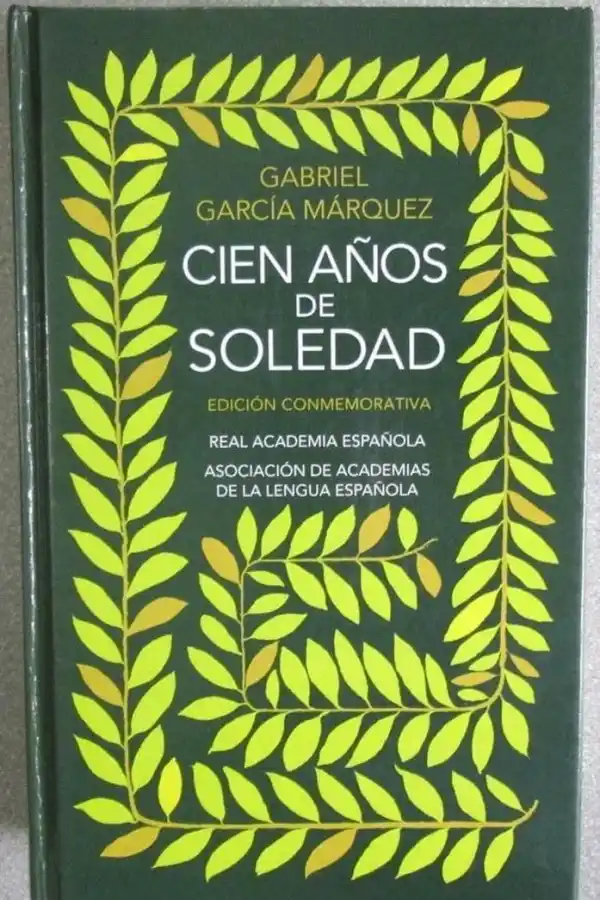 GABRIEL
GARCÍA MÁRQUEZ
CIEN AÑOS
DE
SOLEDAD
EDICIÓN CONMEMORATIVA
REAL ACADEMIA ESPAÑOLA
ASOCIACIÓN DE ACADEMIAS
DE LA LENGUA ESPAÑOLA